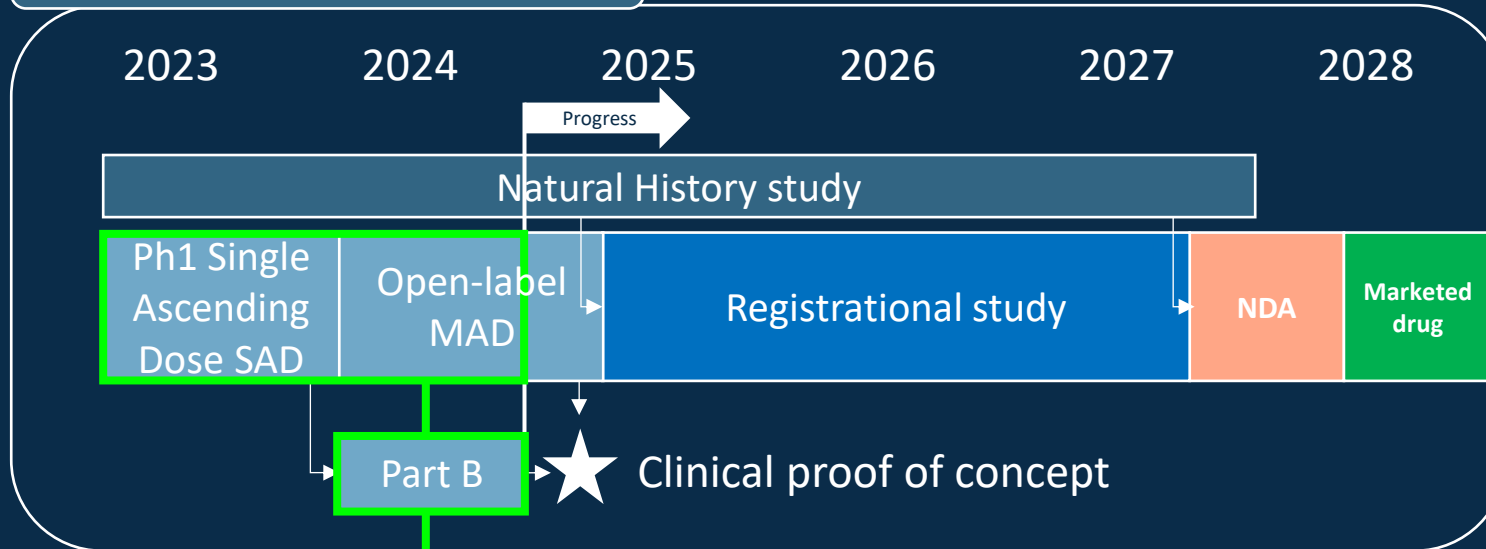 2023 2024 2025 2026 2027 2028
Progress
Natural History study
Ph1 Single
Ascending
Dose SAD
Open-label
MAD
Registrational study
NDA
Marketed
drug
Part B
Clinical proof of concept